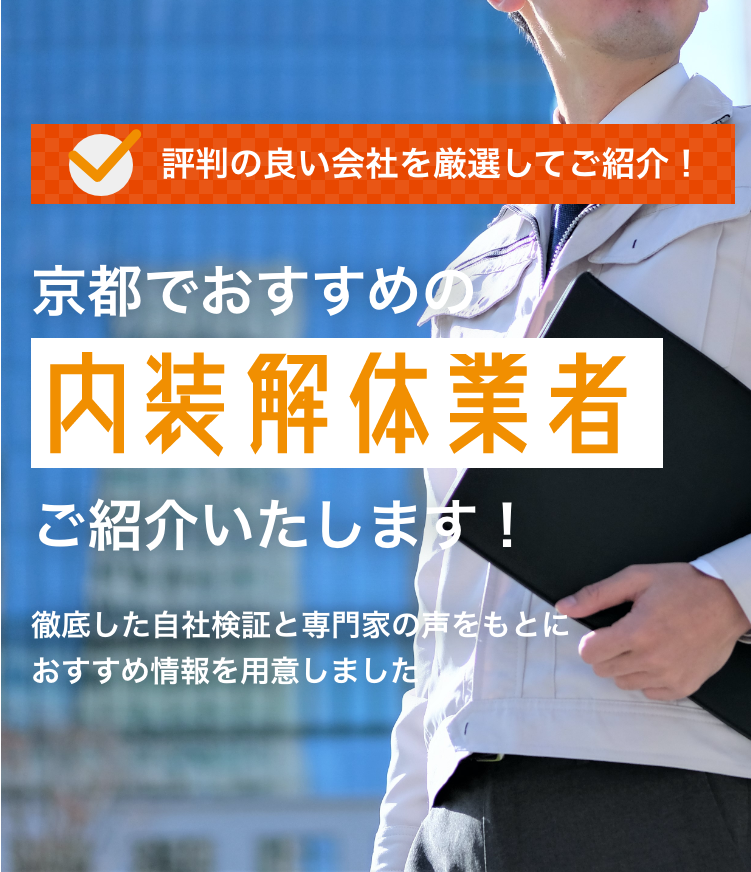 評判の良い会社を厳選してご紹介！
京都でおすすめの
内装解体業者
ご紹介いたします！
徹底した自社検証と専門家の声をもとに
おすすめ情報を用意しました